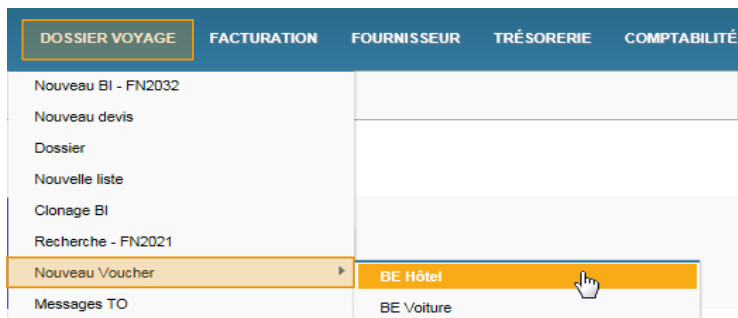 DOSSIER VOYAGE FACTURATION FOURNISSEUR TRÉSORERIE COMPTABILITÉ
Nouveau BI - FN2032
Nouveau devis
Dossier
Nouvelle liste
Clonage BI
Recherche - FN2021
Nouveau Voucher BE Hôtel
Messages TO BE Voiture